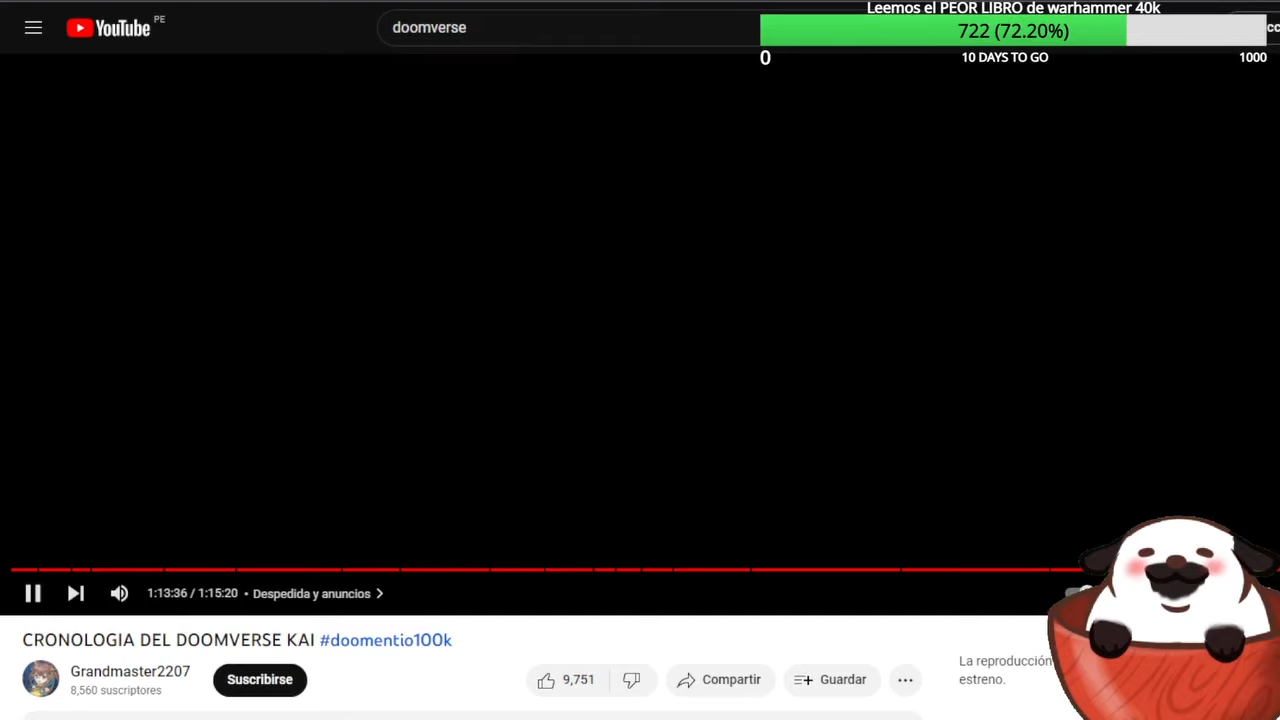 Leemos el PEOR LIBRO de warhammer 40k
YouTube PE
doomverse
722 (72.20%)
0
10 DAYS TO GO
1000
1:13:36 / 1:15:20 • Despedida y anuncios
CRONOLOGIA DEL DOOMVERSE KAI #doomentio100k
Grandmaster2207
8,560 suscriptores
Suscribirse
9,751
Compartir
Guardar
La reproducción
estreno.